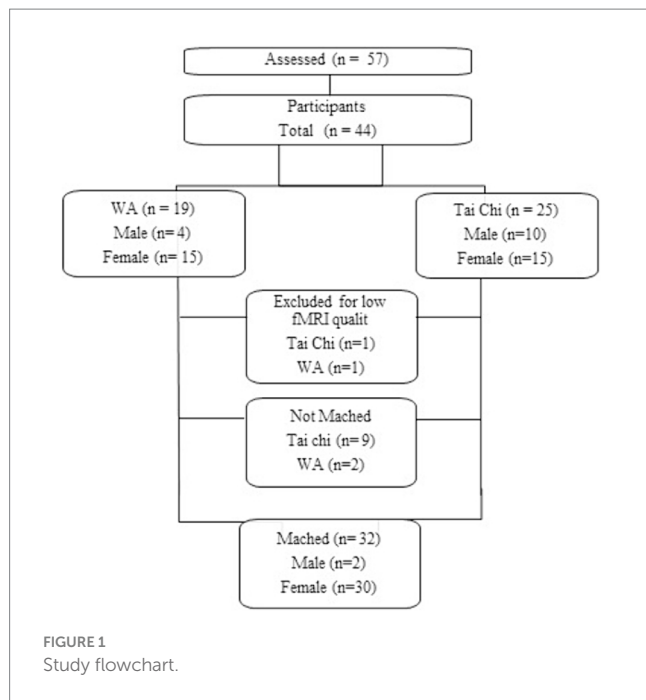 Assessed (n = 57)
Participants
Total (n = 44)
WA (n = 19)
Male (n= 4)
Female (n= 15)
Tai Chi (n = 25)
Male (n=10)
Female (n=15)
Excluded for low
fMRI qualit
Tai Chi (n=1)
WA (n=1)
Not Mached
Tai chi (n= 9)
WA (n=2)
Mached (n= 32)
Male (n=2)
Female (n=30)
FIGURE 1
Study flowchart.